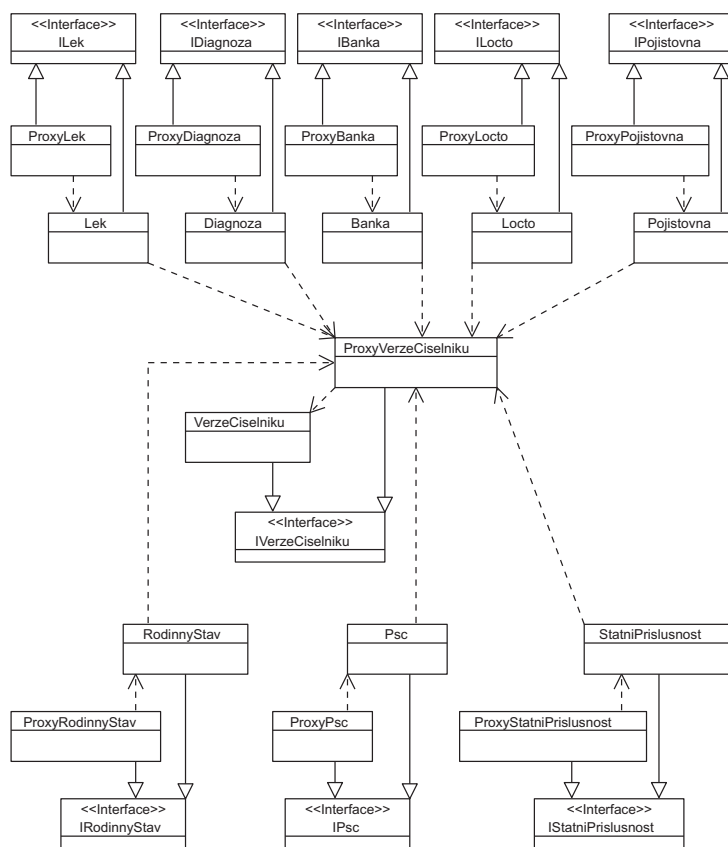 <<Interface>>
ILek
<<Interface>>
IDiagnoza
<<Interface>>
IBanka
<<Interface>>
ILocto
<<Interface>>
IPojistovna
ProxyLek
ProxyDiagnoza
ProxyBanka
ProxyLocto
ProxyPojistovna
Lek
Diagnoza
Banka
Locto
Pojistovna
ProxyVerzeCiselniku
VerzeCiselniku
<<Interface>>
IVerzeCiselniku
RodinnyStav
Psc
StatniPrislusnost
ProxyRodinnyStav
ProxyPsc
ProxyStatniPrislusnost
<<Interface>>
IRodinnyStav
<<Interface>>
IPsc
<<Interface>>
IStatniPrislusnost